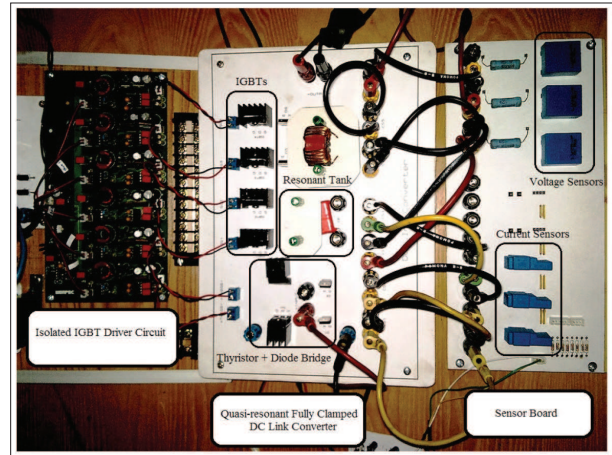 IGBTs
Resonant Tank
Voltage Sensors
Current Sensors
Isolated IGBT Driver Circuit
Thyristor + Diode Bridge
Quasi-resonant Fully Clamped
DC Link Converter
Sensor Board